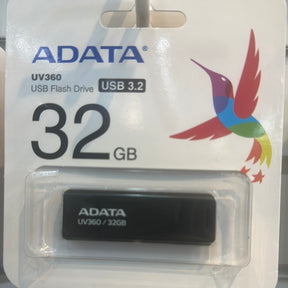 ADATA
UV360
USB Flash Drive USB 3.2
32GB
ADATA
UV360 / 32GB